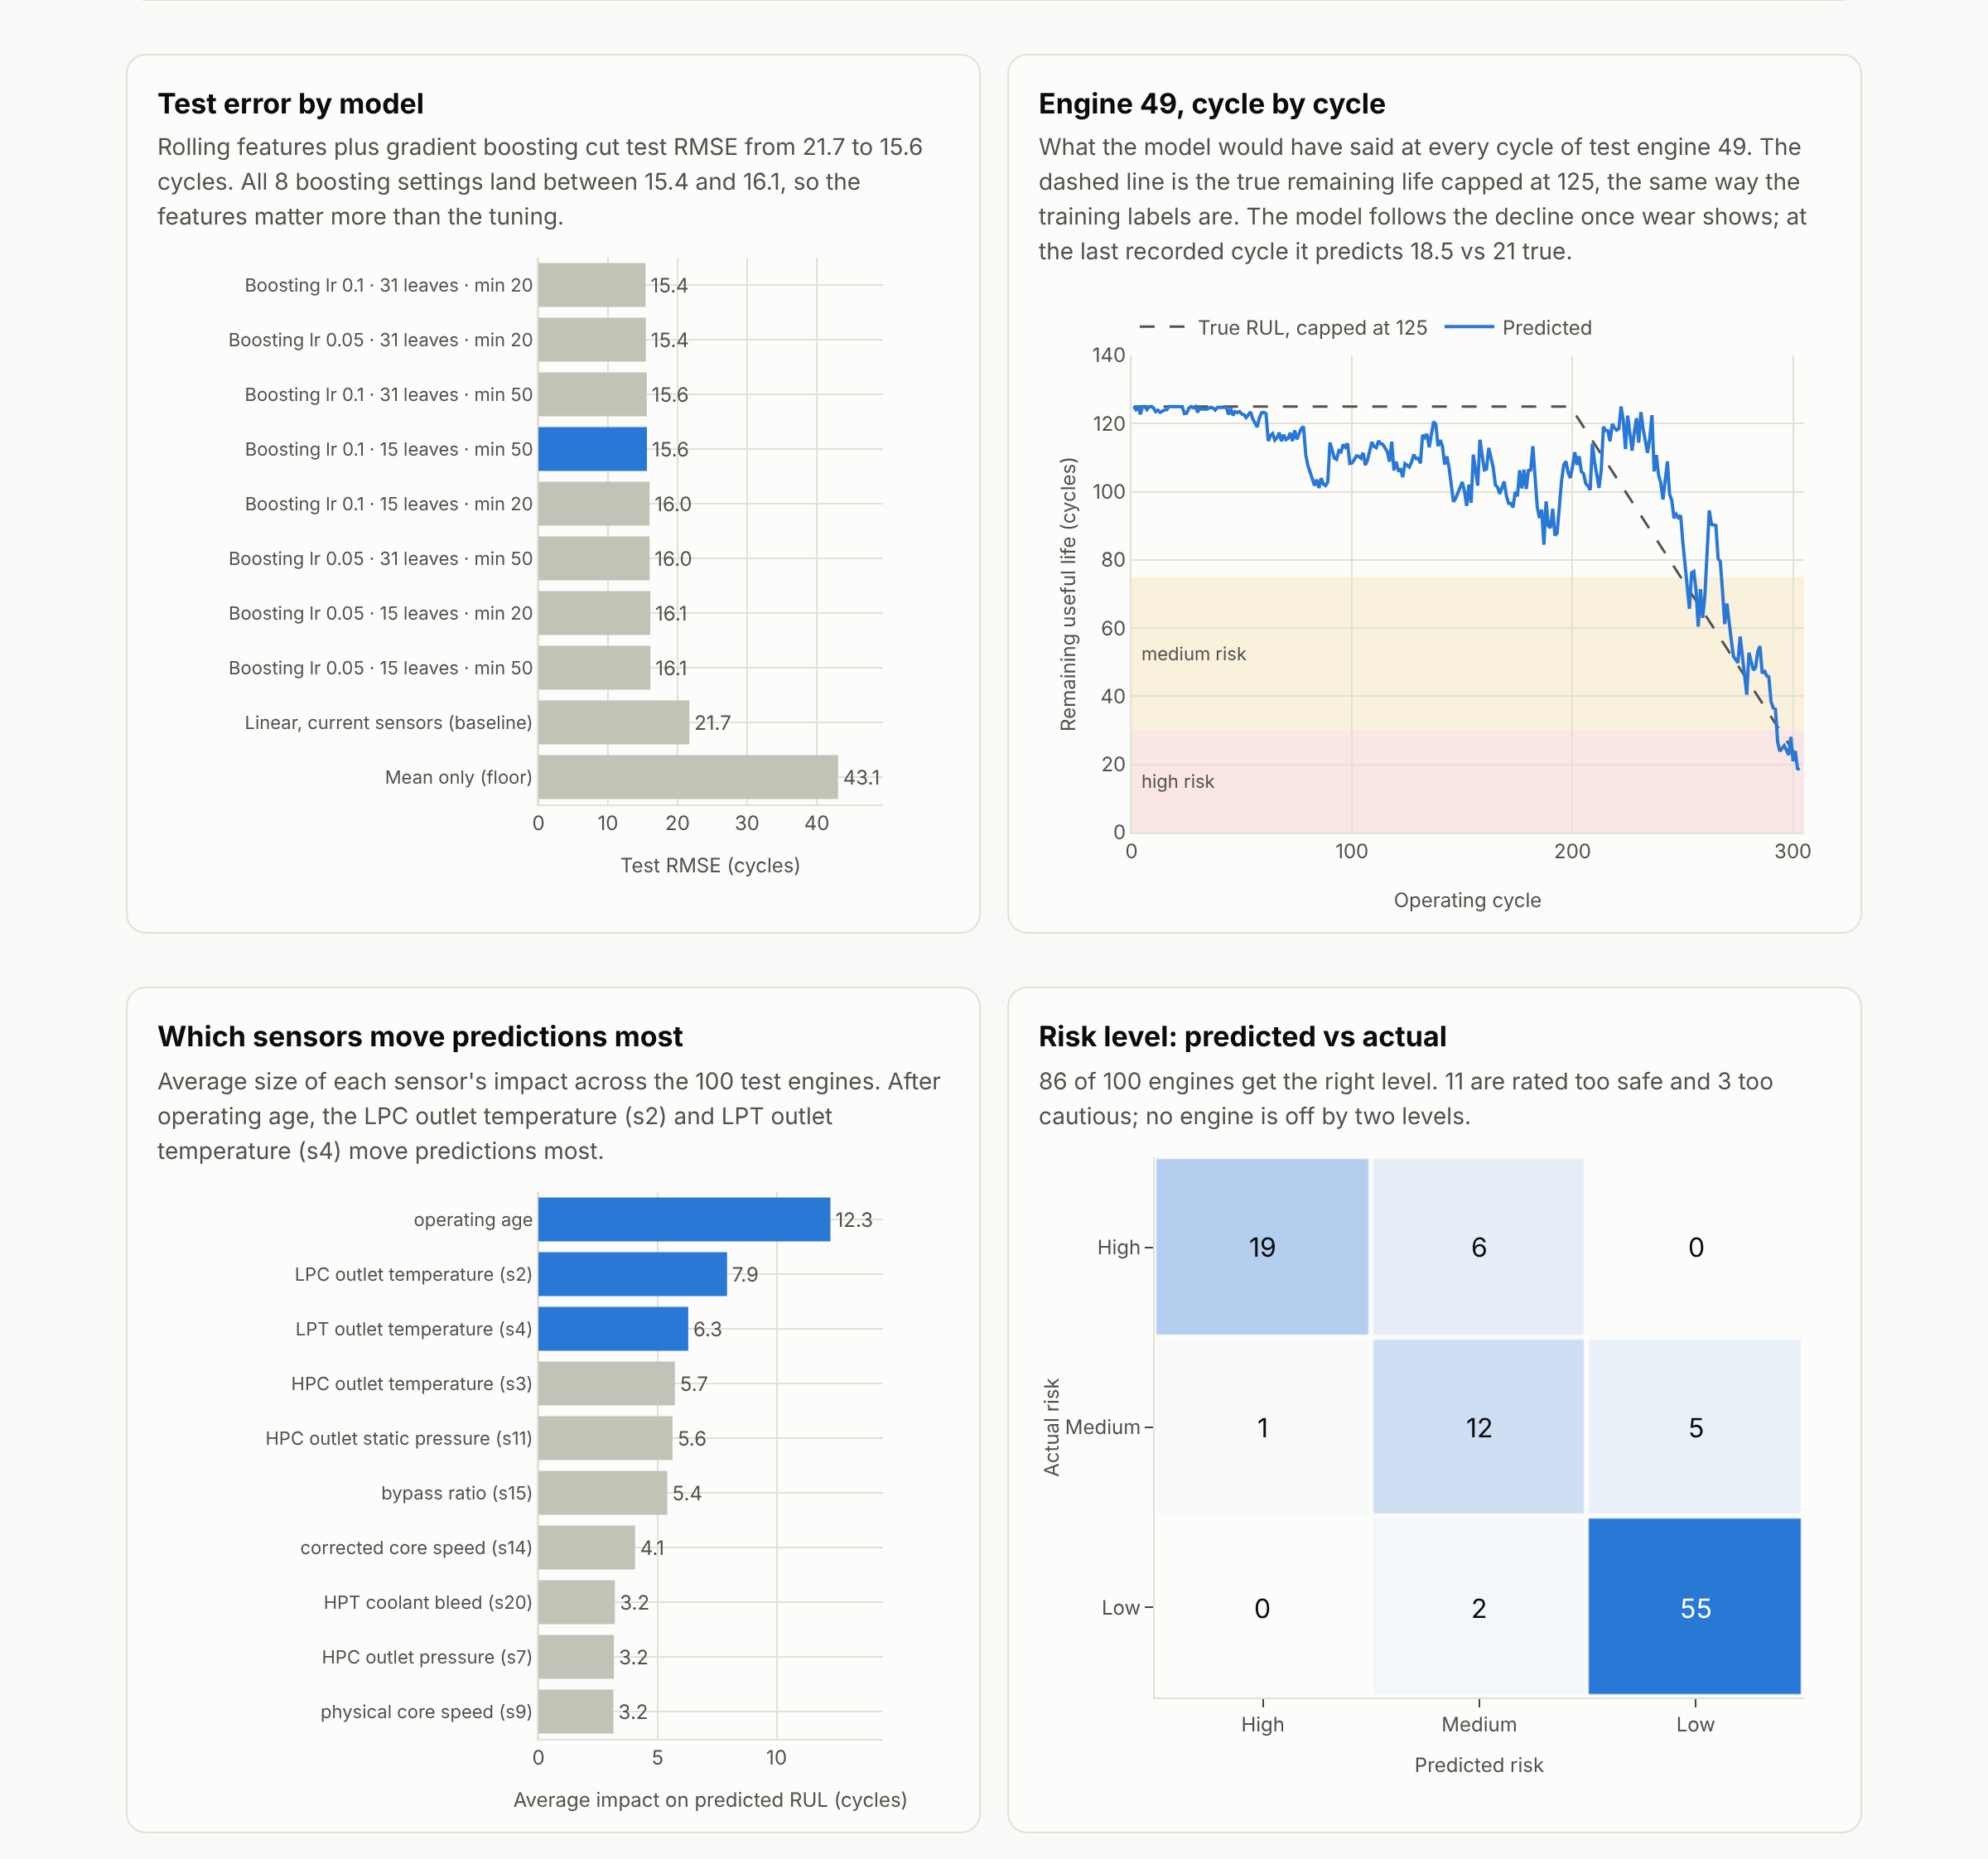 Test error by model
Rolling features plus gradient boosting cut test RMSE from 21.7 to 15.6
cycles. All 8 boosting settings land between 15.4 and 16.1, so the
features matter more than the tuning.
Boosting lr 0.1 · 31 leaves · min 20 15.4
Boosting lr 0.05 · 31 leaves · min 20 15.4
Boosting lr 0.1 · 31 leaves · min 50 15.6
Boosting lr 0.1 · 15 leaves · min 50 15.6
Boosting lr 0.1 · 15 leaves · min 20 16.0
Boosting lr 0.05 · 31 leaves · min 50 16.0
Boosting lr 0.05 · 15 leaves · min 20 16.1
Boosting lr 0.05 · 15 leaves · min 50 16.1
Linear, current sensors (baseline) 21.7
Mean only (floor) 43.1
0 10 20 30 40
Test RMSE (cycles)
Engine 49, cycle by cycle
What the model would have said at every cycle of test engine 49. The
dashed line is the true remaining life capped at 125, the same way the
training labels are. The model follows the decline once wear shows; at
the last recorded cycle it predicts 18.5 vs 21 true.
True RUL, capped at 125 Predicted
Remaining useful life (cycles)
140
120
100
80
60
medium risk
40
20
high risk
0
0 100 200 300
Operating cycle
Which sensors move predictions most
Average size of each sensor's impact across the 100 test engines. After
operating age, the LPC outlet temperature (s2) and LPT outlet
temperature (s4) move predictions most.
operating age 12.3
LPC outlet temperature (s2) 7.9
LPT outlet temperature (s4) 6.3
HPC outlet temperature (s3) 5.7
HPC outlet static pressure (s11) 5.6
bypass ratio (s15) 5.4
corrected core speed (s14) 4.1
HPT coolant bleed (s20) 3.2
HPC outlet pressure (s7) 3.2
physical core speed (s9) 3.2
0 5 10
Average impact on predicted RUL (cycles)
Risk level: predicted vs actual
86 of 100 engines get the right level. 11 are rated too safe and 3 too
cautious; no engine is off by two levels.
Actual risk
High 19 6 0
Medium 1 12 5
Low 0 2 55
High Medium Low
Predicted risk